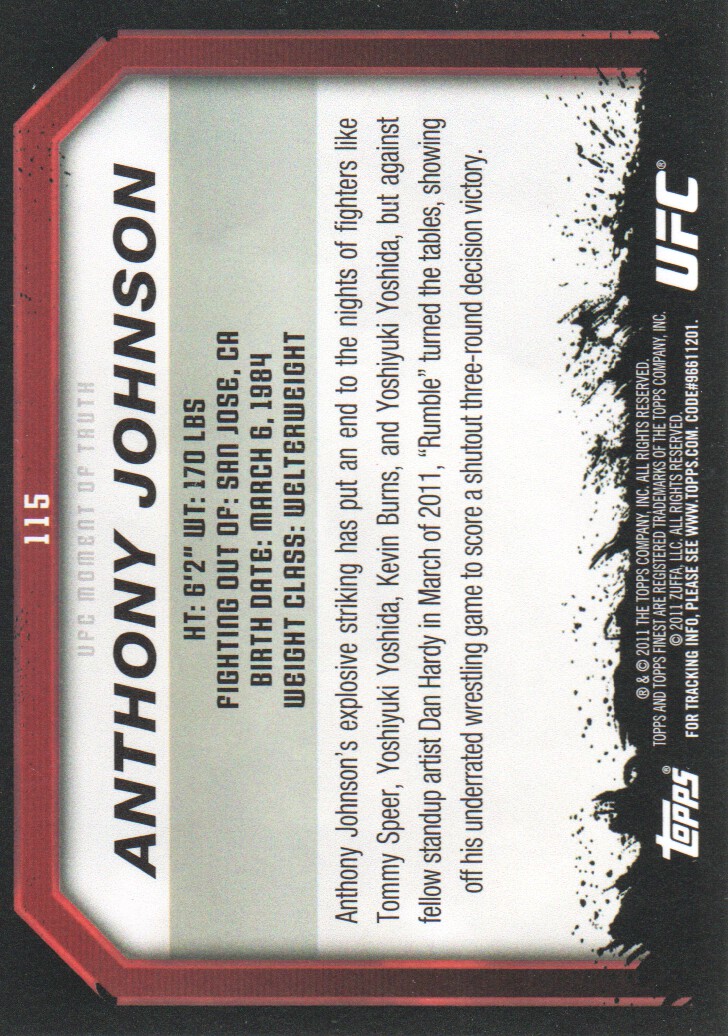 115
UFC MOMENT OF TRUTH
ANTHONY JOHNSON
HT: 6'2" WT: 170 LBS
FIGHTING OUT OF: SAN JOSE, CA
BIRTH DATE: MARCH 6, 1984
WEIGHT CLASS: WELTERWEIGHT
Anthony Johnson's explosive striking has put an end to the nights of fighters like
Tommy Speer, Yoshiyuki Yoshida, Kevin Burns, and Yoshiyuki Yoshida, but against
fellow standup artist Dan Hardy in March of 2011, “Rumble” turned the tables, showing
off his underrated wrestling game to score a shutout three-round decision victory.
Topps®
® & © 2011 THE TOPPS COMPANY, INC. ALL RIGHTS RESERVED.
TOPPS AND TOPPS FINEST ARE REGISTERED TRADEMARKS OF THE TOPPS COMPANY, INC.
© 2011 ZUFFA, LLC. ALL RIGHTS RESERVED.
FOR TRACKING INFO, PLEASE SEE WWW.TOPPS.COM. CODE#96611201.
UFC®